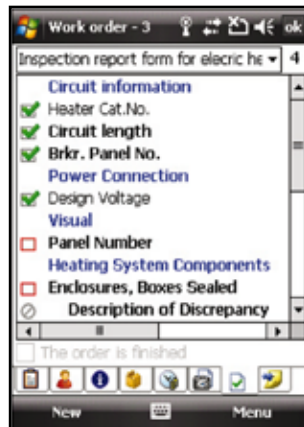 Work order - 3 ok
Inspection report form for elecric he 4
Circuit information
Heater Cat.No.
Circuit length
Brkr. Panel No.
Power Connection
Design Voltage
Visual
Panel Number
Heating System Components
Enclosures, Boxes Sealed
Description of Discrepancy
The order is finished
New Menu